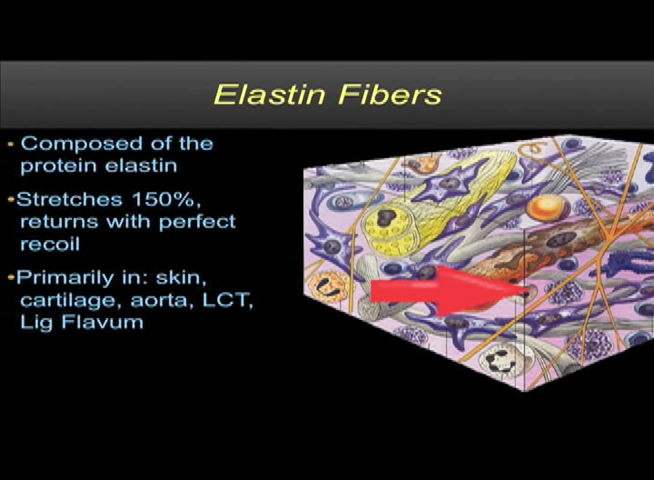 Elastin Fibers
• Composed of the
protein elastin
•Stretches 150%,
returns with perfect
recoil
•Primarily in: skin,
cartilage, aorta, LCT,
Lig Flavum